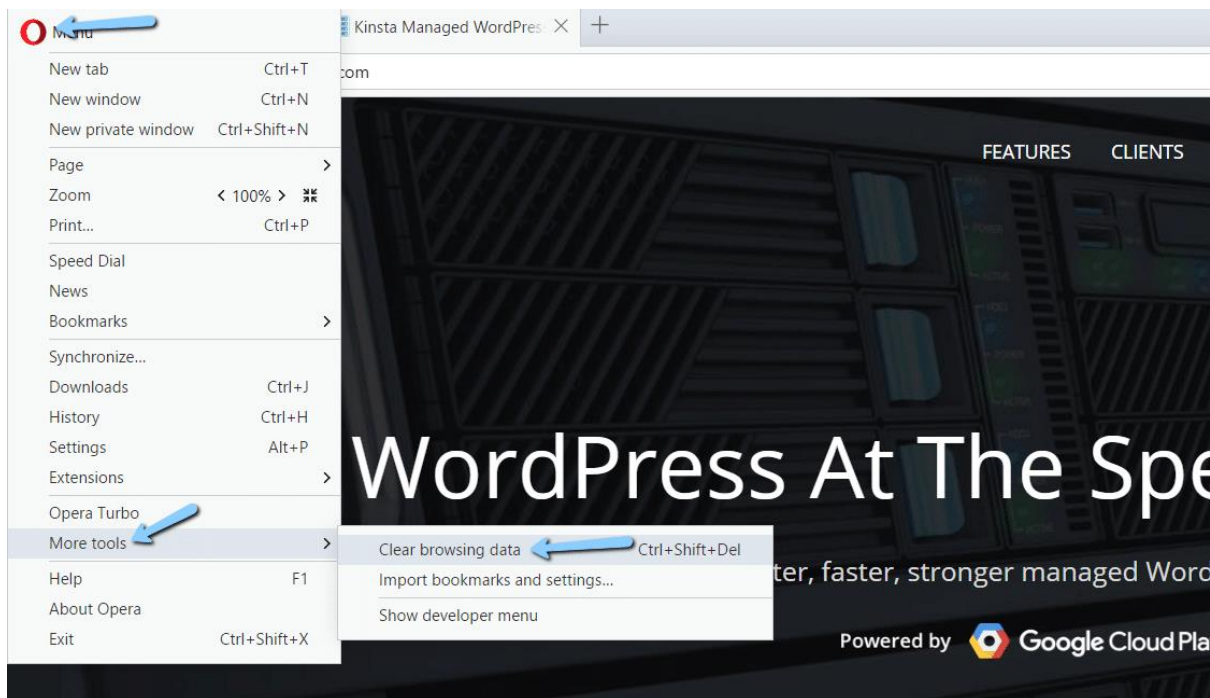 Menu
Kinsta Managed WordPres
New tab Ctrl+T
com
New window Ctrl+N
New private window Ctrl+Shift+N
FEATURES CLIENTS
Page
Zoom 100%
Print... Ctrl+P
Speed Dial
News
Bookmarks
Synchronize...
Downloads Ctrl+J
History Ctrl+H
Settings Alt+P
Extensions
WordPress At The Spe
Opera Turbo
More tools
Clear browsing data Ctrl+Shift+Del
Help F1
Import bookmarks and settings...
ter, faster, stronger managed Word
About Opera
Show developer menu
Exit Ctrl+Shift+X
Powered by Google Cloud Pla